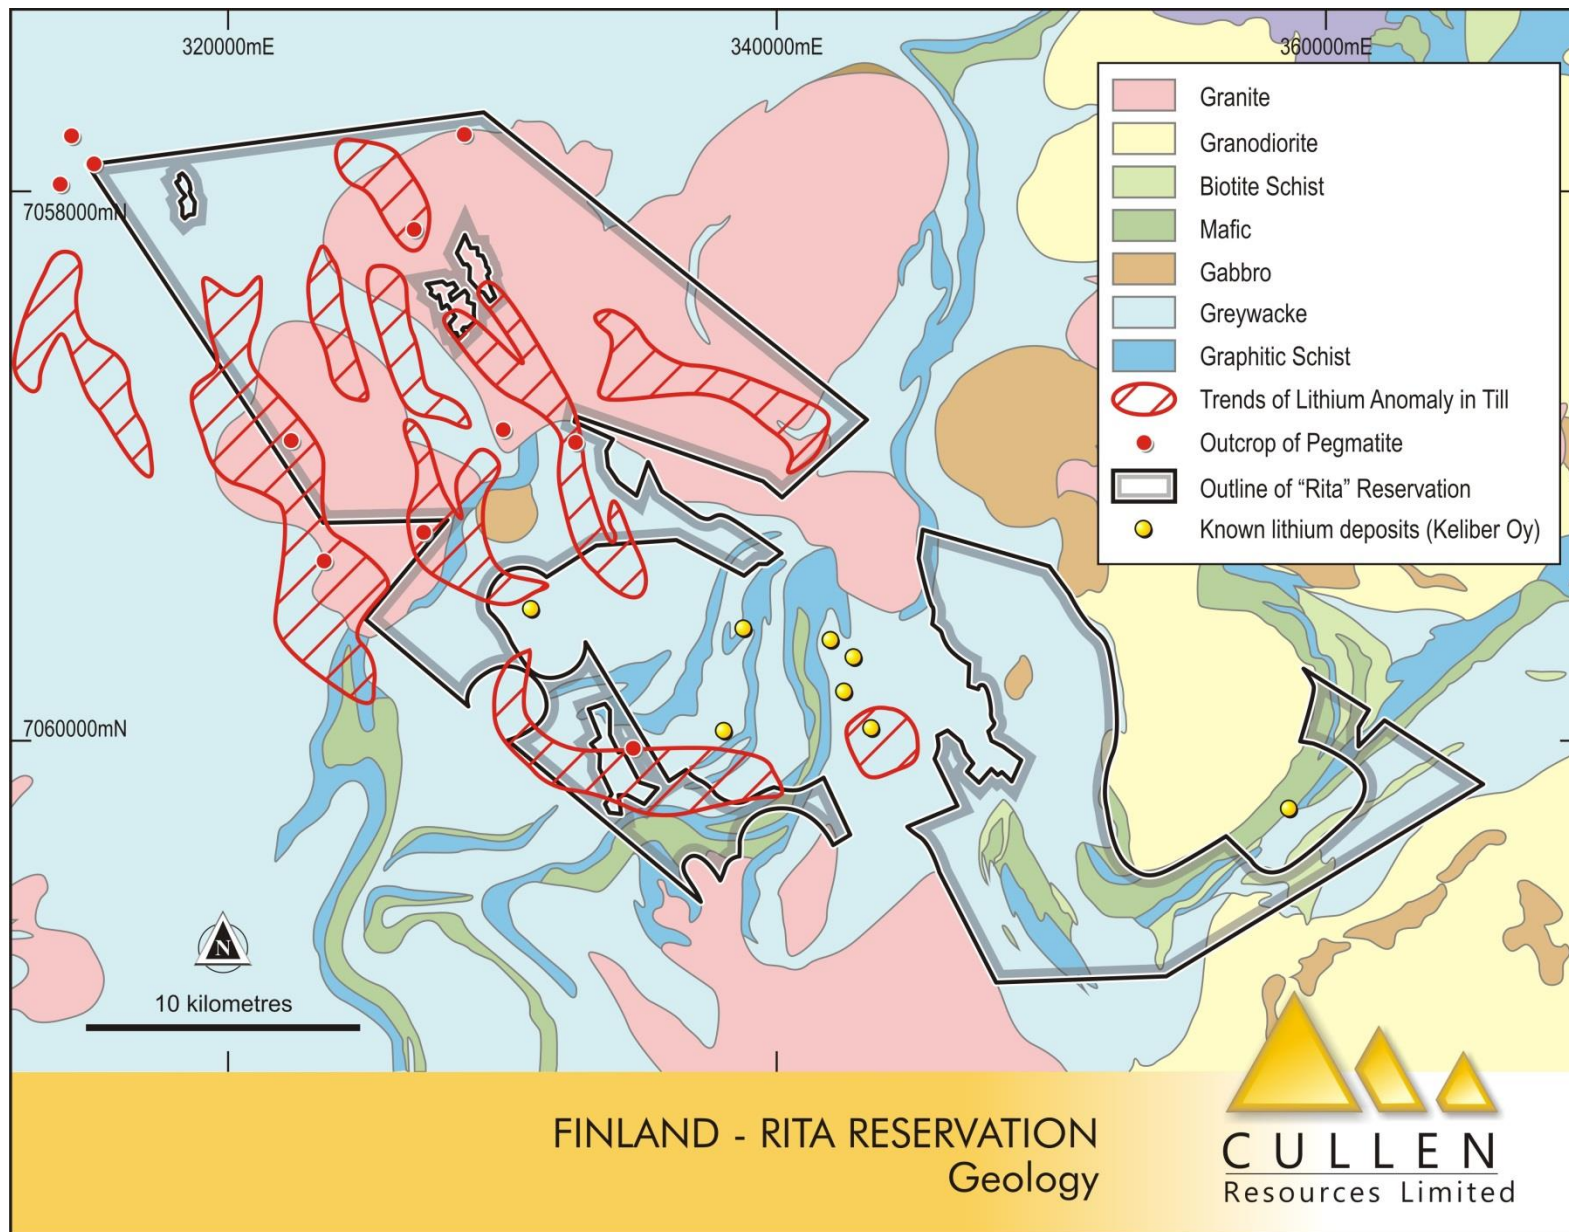 320000mE
340000mE
360000mE
Granite
Granodiorite
Biotite Schist
Mafic
Gabbro
Greywacke
Graphitic Schist
Trends of Lithium Anomaly in Till
Outcrop of Pegmatite
Outline of “Rita” Reservation
Known lithium deposits (Keliber Oy)
7058000mN
7060000mN
N
10 kilometres
FINLAND - RITA RESERVATION
Geology
CULLEN
Resources Limited